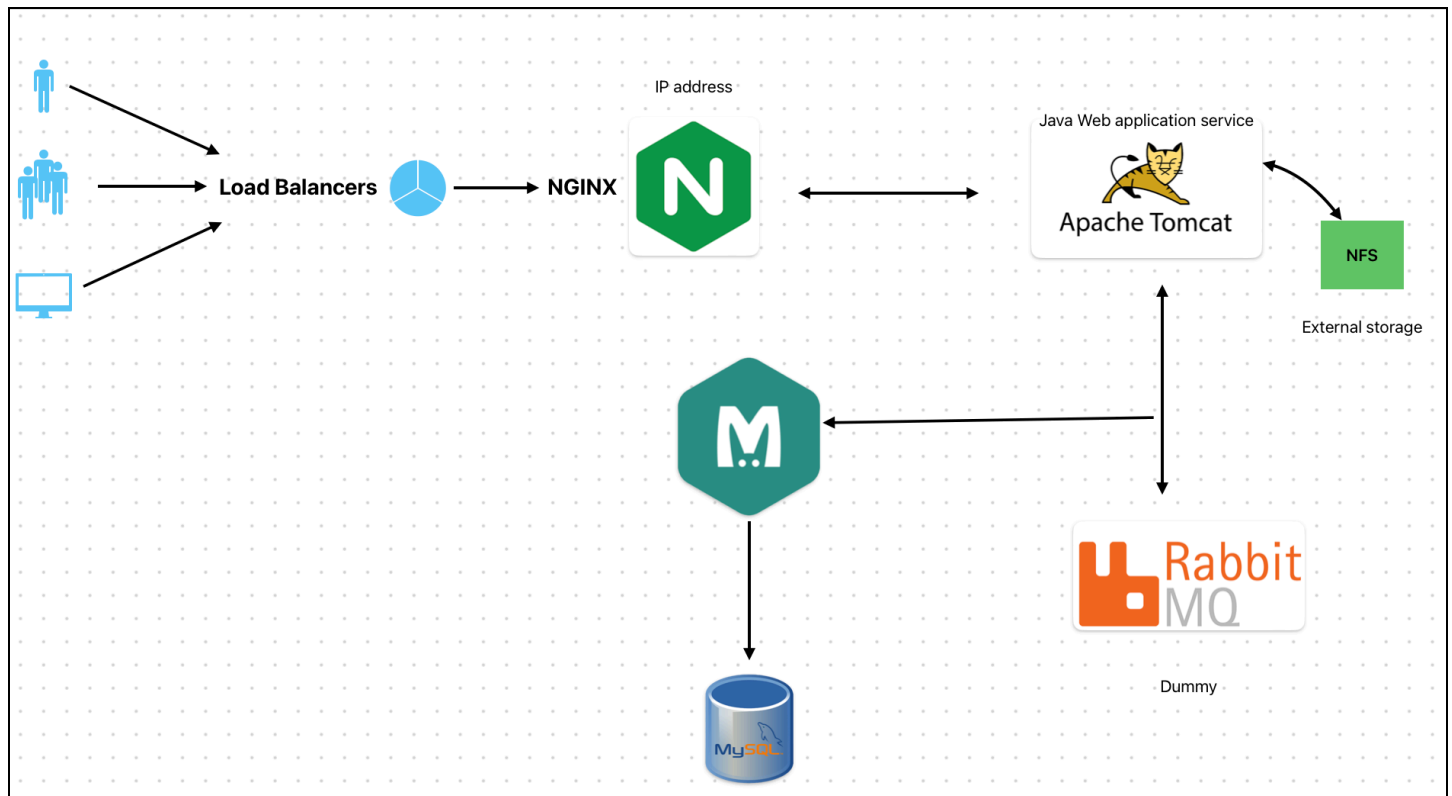 IP address
Java Web application service
Load Balancers
NGINX
N
Apache Tomcat
NFS
External storage
M
Rabbit
MQ
Dummy
MySQL